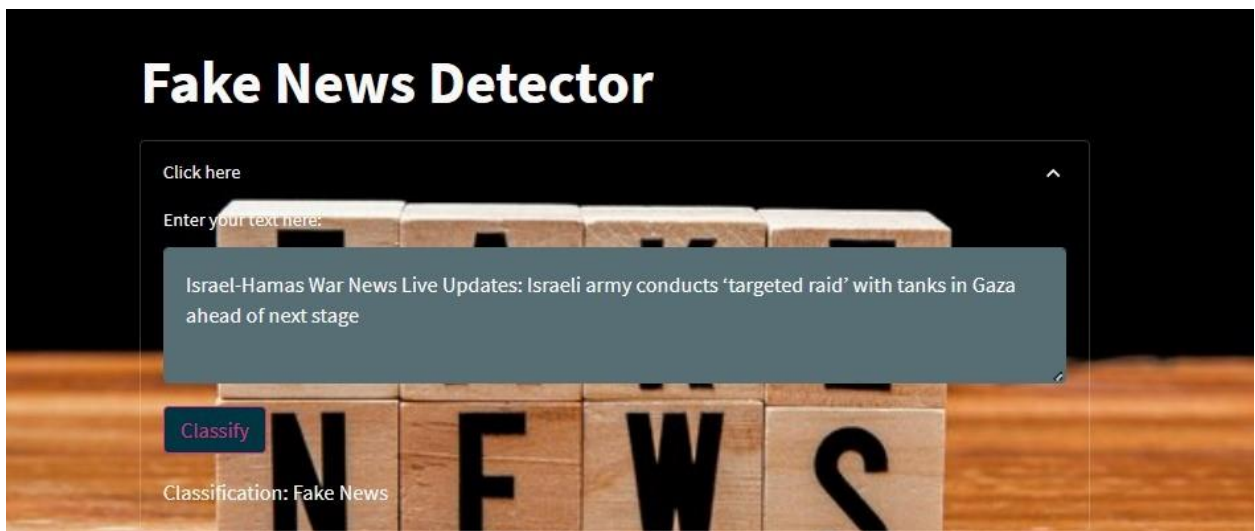 Fake News Detector
Click here
Enter your text here:
Israel-Hamas War News Live Updates: Israeli army conducts ‘targeted raid’ with tanks in Gaza
ahead of next stage
Classify
NEWS
Classification: Fake News